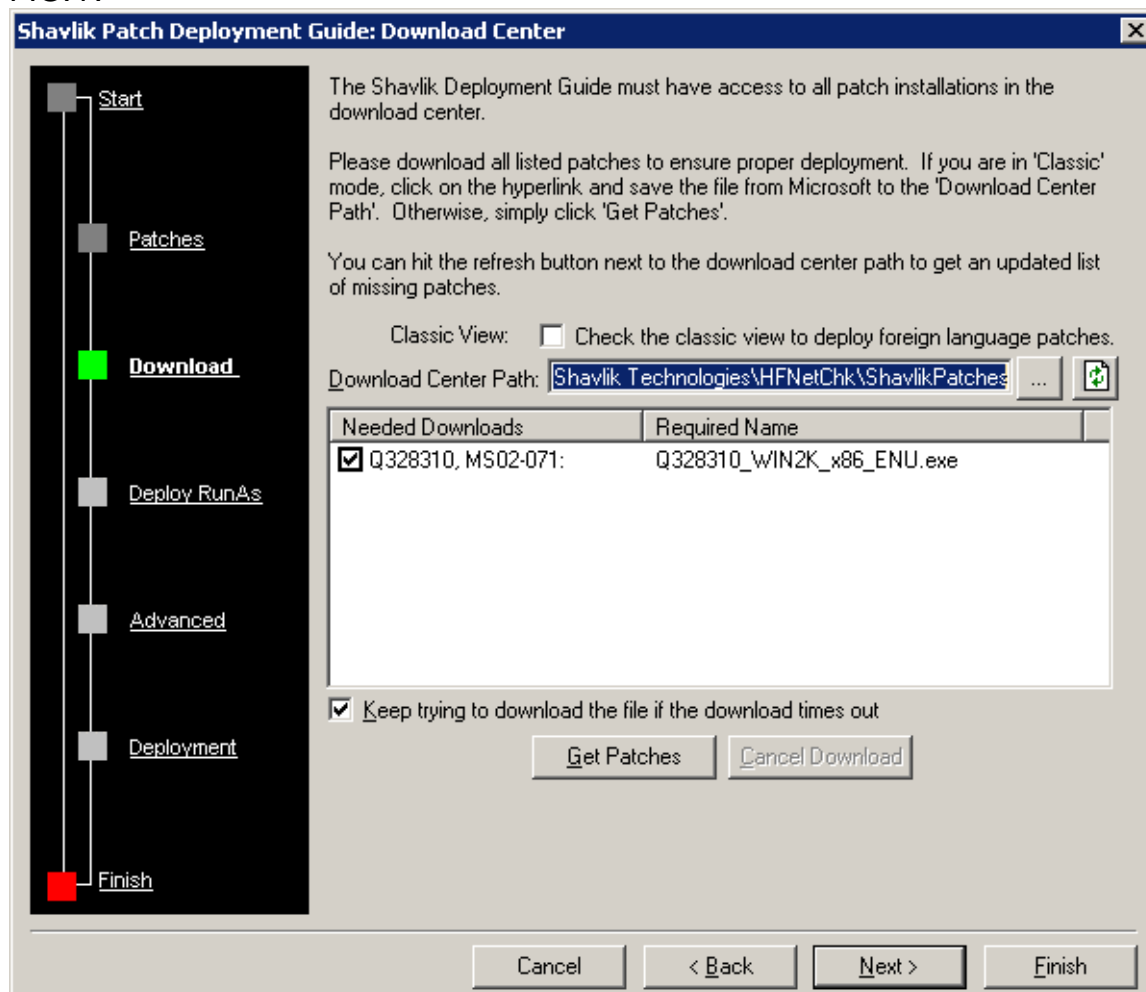 Shavlik Patch Deployment Guide: Download Center
Start
Patches
Download
Deploy RunAs
Advanced
Deployment
Finish
The Shavlik Deployment Guide must have access to all patch installations in the
download center.
Please download all listed patches to ensure proper deployment. If you are in 'Classic'
mode, click on the hyperlink and save the file from Microsoft to the 'Download Center
Path'. Otherwise, simply click 'Get Patches'.
You can hit the refresh button next to the download center path to get an updated list
of missing patches.
Classic View: Check the classic view to deploy foreign language patches.
Download Center Path: Shavlik Technologies\HFNetChk\ShavlikPatches ...
Needed Downloads Required Name
Q328310, MS02-071: Q328310_WIN2K_x86_ENU.exe
Keep trying to download the file if the download times out
Get Patches Cancel Download
Cancel < Back Next > Finish